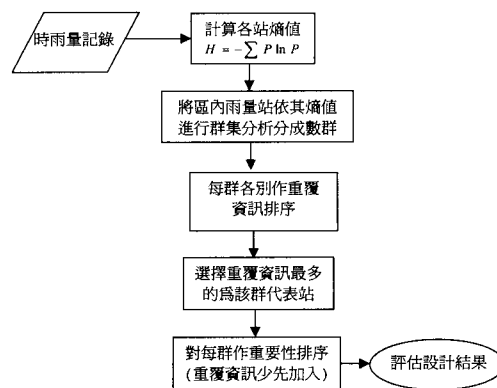 時雨量記錄
計算各站熵值
H = -∑ P ln P
將區內雨量站依其熵值
進行群集分析分成數群
每群各別作重覆
資訊排序
選擇重覆資訊最多
的為該群代表站
對每群作重要性排序
(重覆資訊少先加入)
評估設計結果